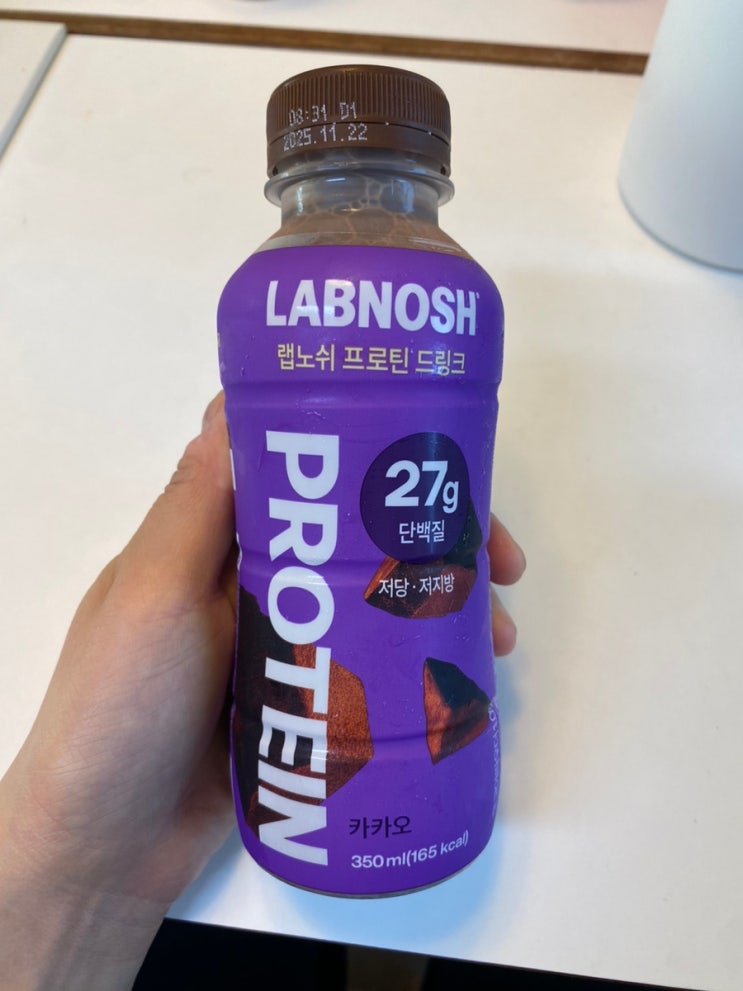 08:31 D1
2025.11.22
LABNOSH
랩노쉬 프로틴 드링크
PROTEIN
27g
단백질
저당·저지방
카카오
350ml(165 kcal)